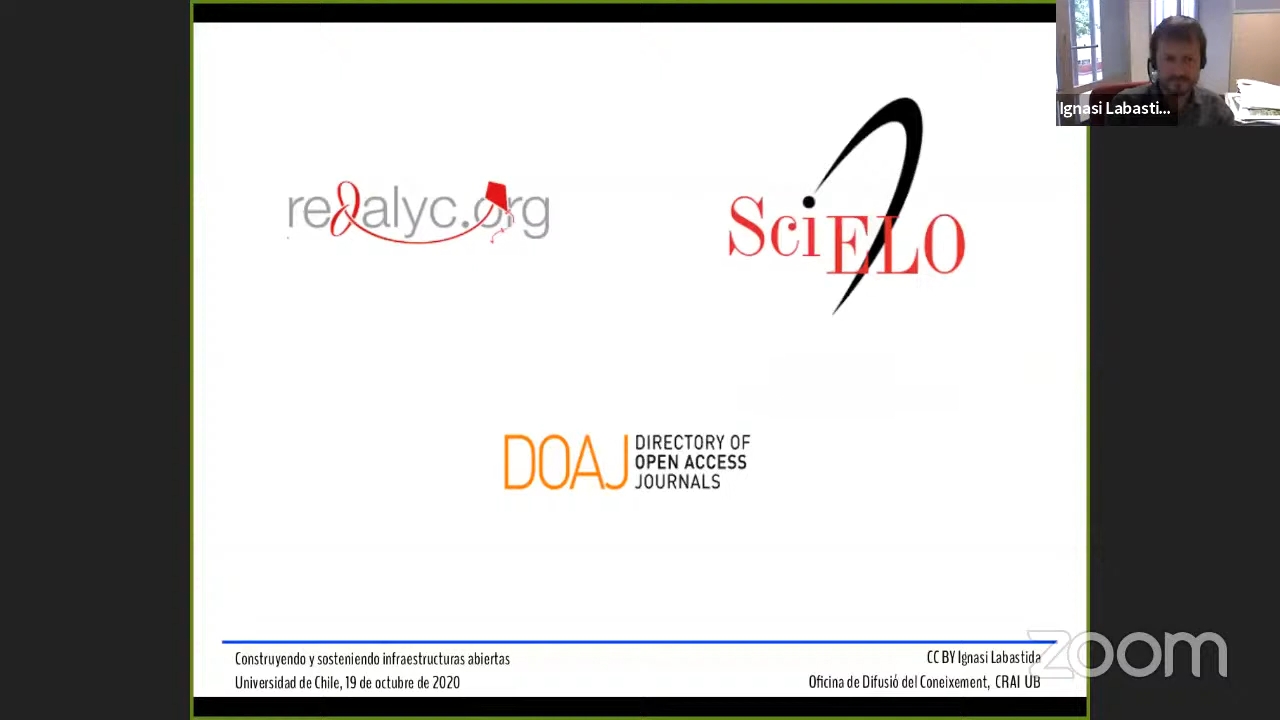 Ignasi Labasti...
redalyc.org
SciELO
DOAJ
DIRECTORY OF
OPEN ACCESS
JOURNALS
Construyendo y sosteniendo infraestructuras abiertas
Universidad de Chile, 19 de octubre de 2020
CC BY Ignasi Labastida
Oficina de Difusió del Coneixement, CRAI UB
zoom